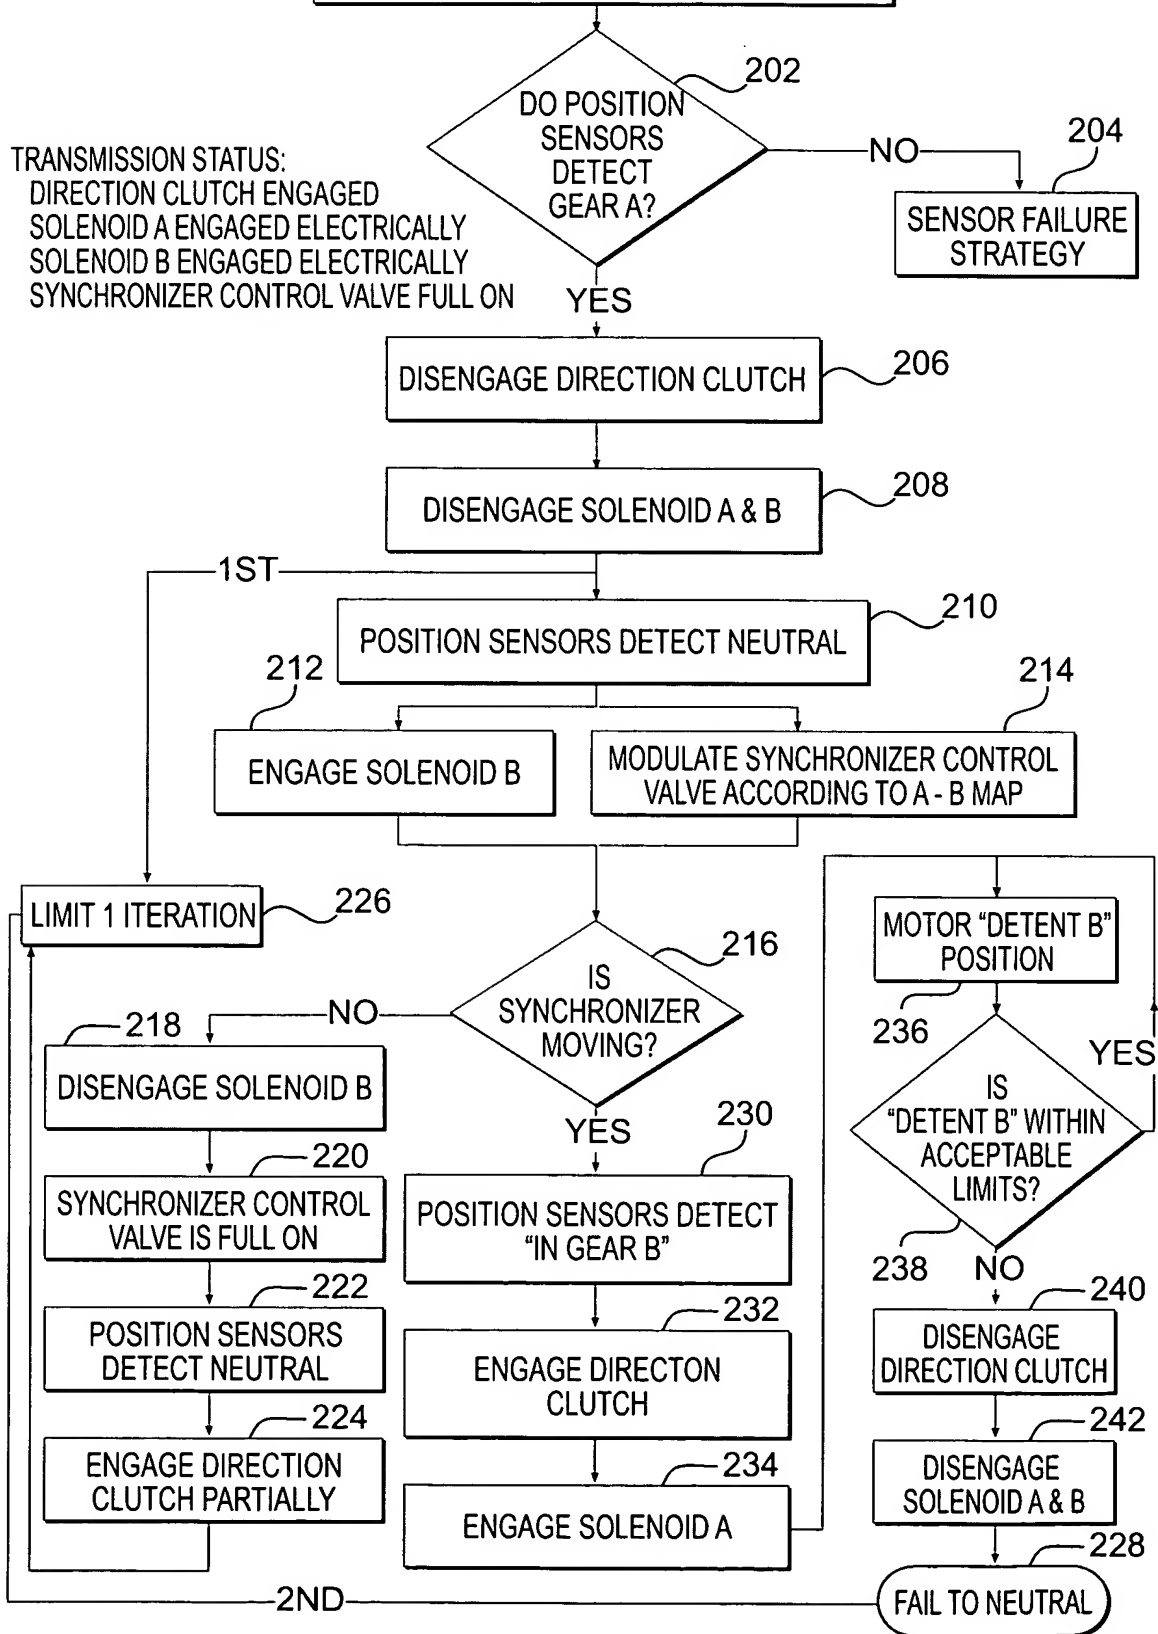 202
DO POSITION
SENSORS
DETECT
GEAR A?
NO
204
SENSOR FAILURE
STRATEGY
TRANSMISSION STATUS:
DIRECTION CLUTCH ENGAGED
SOLENOID A ENGAGED ELECTRICALLY
SOLENOID B ENGAGED ELECTRICALLY
SYNCHRONIZER CONTROL VALVE FULL ON
YES
206
DISENGAGE DIRECTION CLUTCH
208
DISENGAGE SOLENOID A & B
1ST
210
POSITION SENSORS DETECT NEUTRAL
212
ENGAGE SOLENOID B
214
MODULATE SYNCHRONIZER CONTROL
VALVE ACCORDING TO A - B MAP
LIMIT 1 ITERATION
226
216
IS
SYNCHRONIZER
MOVING?
NO
218
DISENGAGE SOLENOID B
220
SYNCHRONIZER CONTROL
VALVE IS FULL ON
222
POSITION SENSORS
DETECT NEUTRAL
224
ENGAGE DIRECTION
CLUTCH PARTIALLY
YES
230
POSITION SENSORS DETECT
"IN GEAR B"
232
ENGAGE DIRECTON
CLUTCH
234
ENGAGE SOLENOID A
MOTOR "DETENT B"
POSITION
236
YES
IS
"DETENT B" WITHIN
ACCEPTABLE
LIMITS?
238
NO
240
DISENGAGE
DIRECTION CLUTCH
242
DISENGAGE
SOLENOID A & B
228
FAIL TO NEUTRAL
2ND